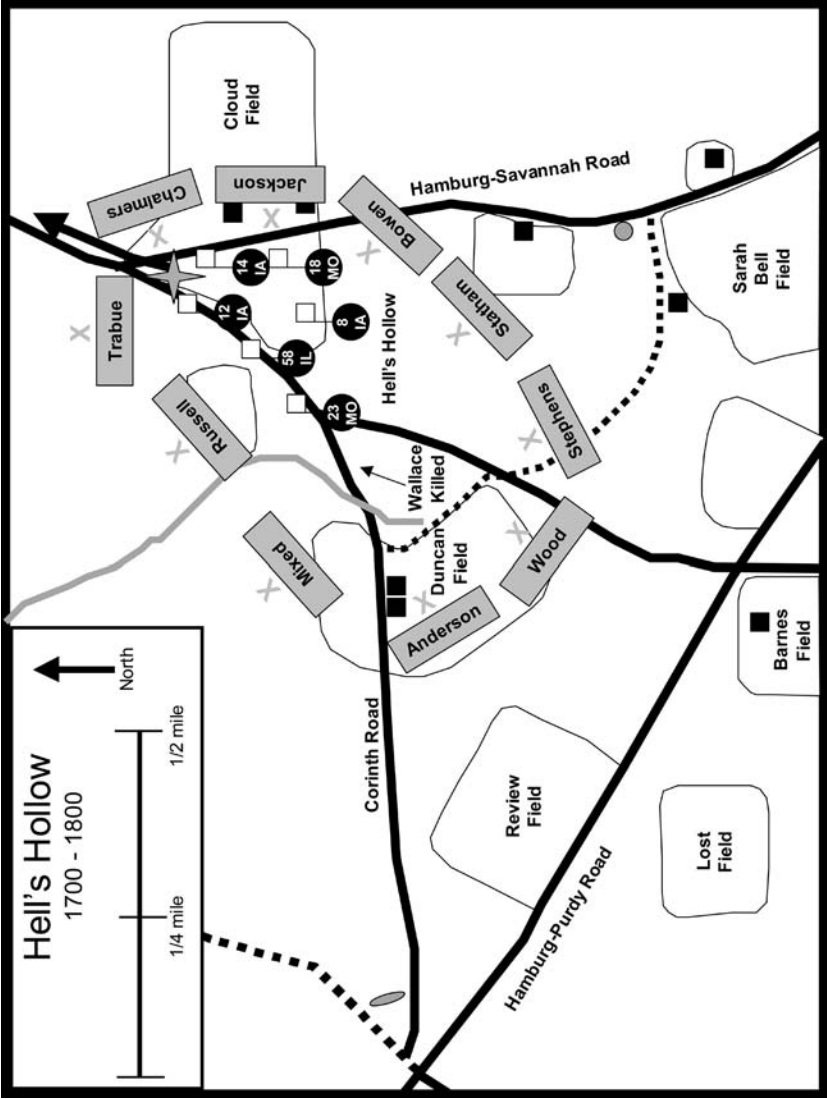 Hell's Hollow
1700 - 1800
1/4 mile
1/2 mile
North
Corinth Road
Hamburg-Purdy Road
Review
Field
Lost
Field
Barnes
Field
Mixed
Anderson
Duncan
Field
Wood
Wallace
Killed
Russell
Stephens
Trabue
23
MO
58
IL
12
IA
8
IA
14
IA
18
MO
Hell's Hollow
Statham
Bowen
Sarah
Bell
Field
Chalmers
Jackson
Hamburg-Savannah Road
Cloud
Field